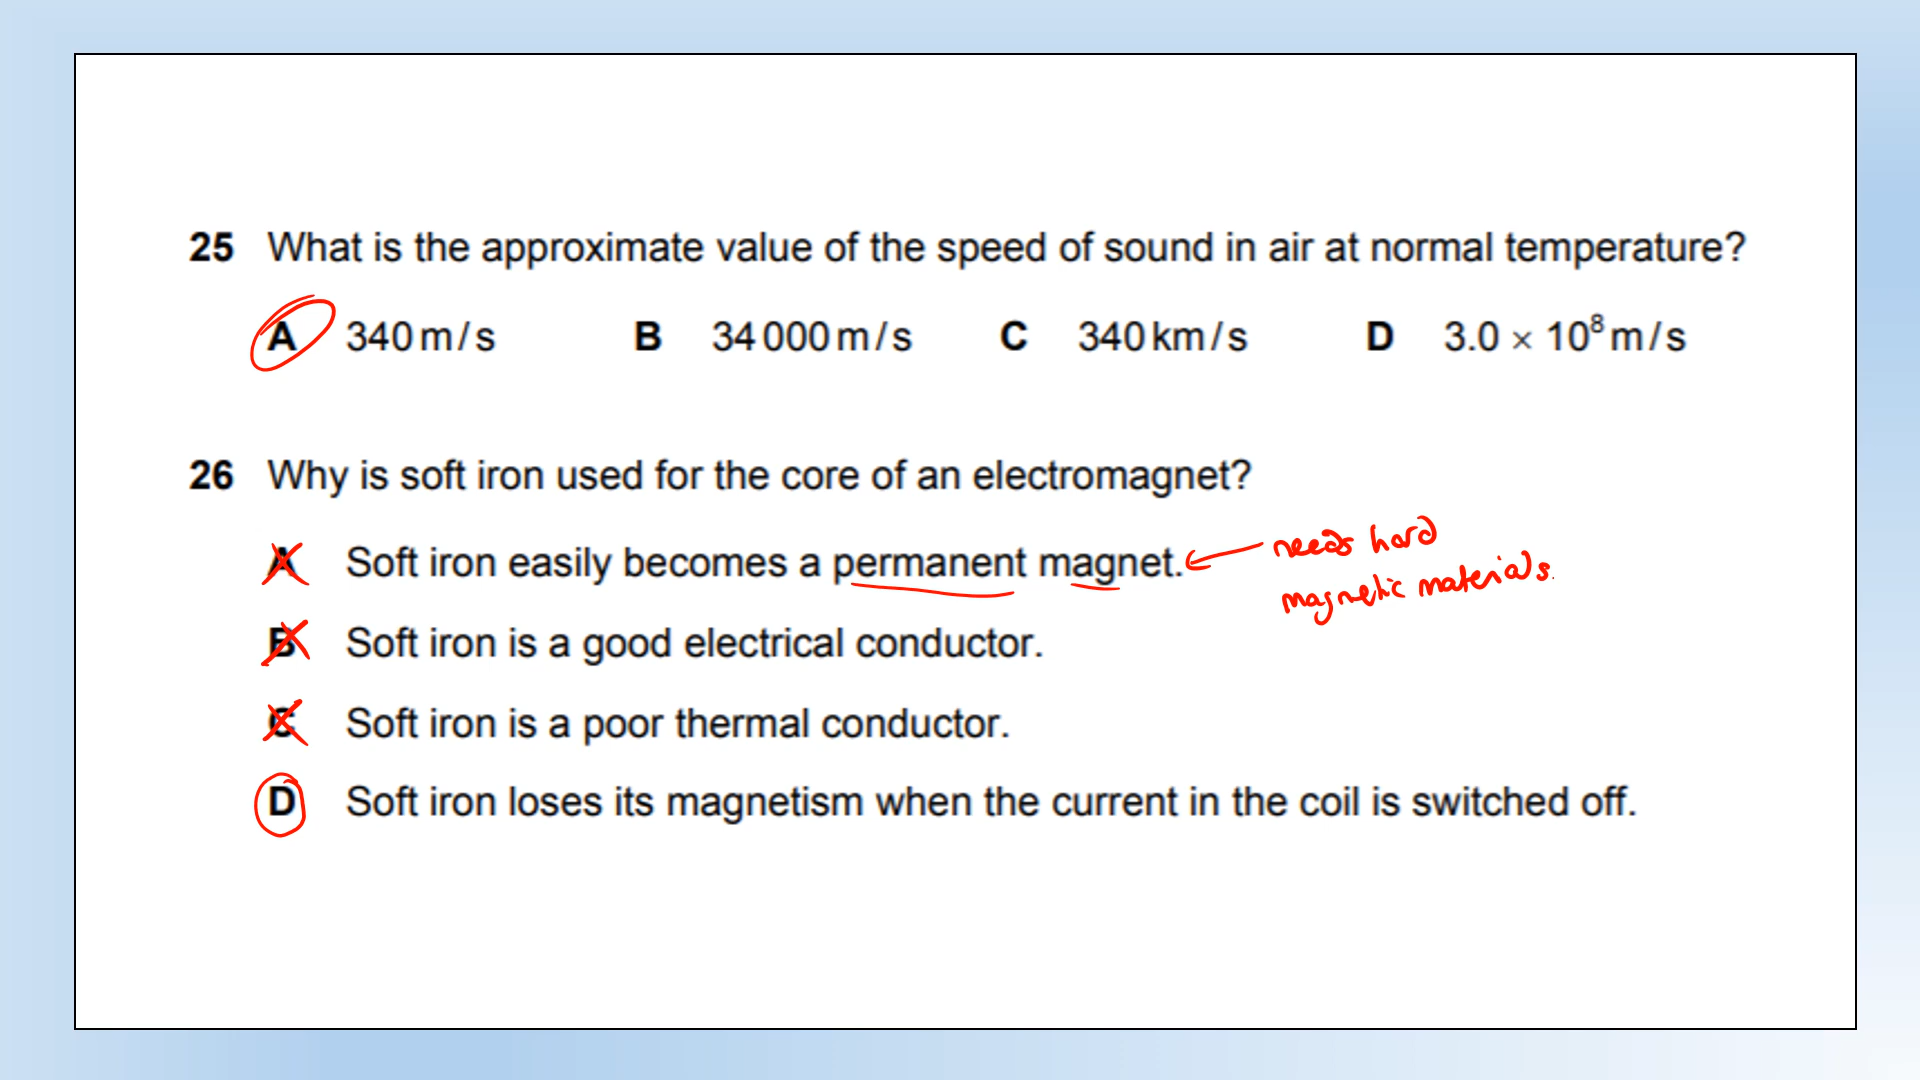 25 What is the approximate value of the speed of sound in air at normal temperature?
A 340 m/s B 34 000 m/s C 340 km/s D 3.0 × 10⁸ m/s
26 Why is soft iron used for the core of an electromagnet?
A Soft iron easily becomes a permanent magnet. needs hard
magnetic materials.
B Soft iron is a good electrical conductor.
C Soft iron is a poor thermal conductor.
D Soft iron loses its magnetism when the current in the coil is switched off.